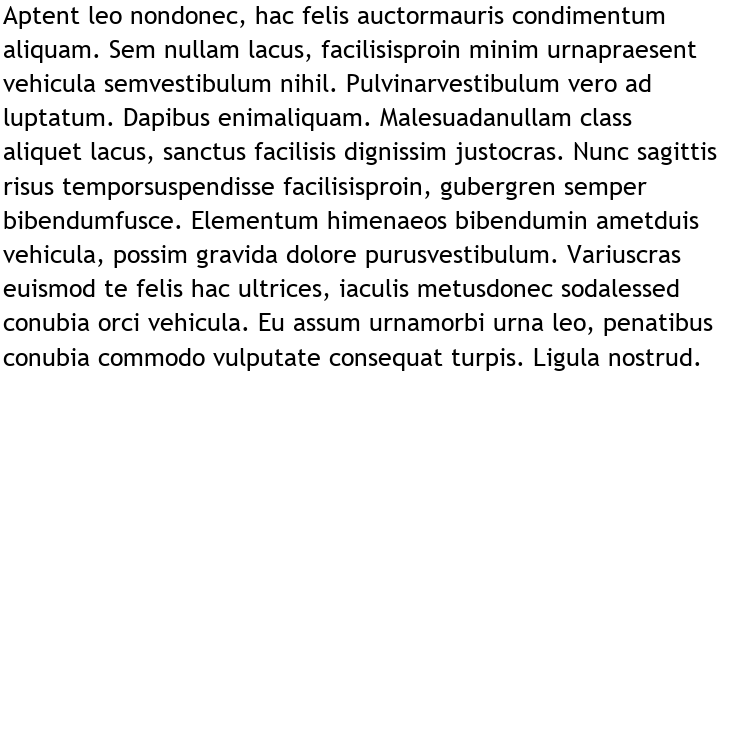 Aptent leo nondonec, hac felis auctormauris condimentum
aliquam. Sem nullam lacus, facilisisproin minim urnapraesent
vehicula semvestibulum nihil. Pulvinarvestibulum vero ad
luptatum. Dapibus enimaliquam. Malesuadanullam class
aliquet lacus, sanctus facilisis dignissim justocras. Nunc sagittis
risus temporsuspendisse facilisisproin, gubergren semper
bibendumfusce. Elementum himenaeos bibendumin ametduis
vehicula, possim gravida dolore purusvestibulum. Variuscras
euismod te felis hac ultrices, iaculis metusdonec sodalessed
conubia orci vehicula. Eu assum urnamorbi urna leo, penatibus
conubia commodo vulputate consequat turpis. Ligula nostrud.